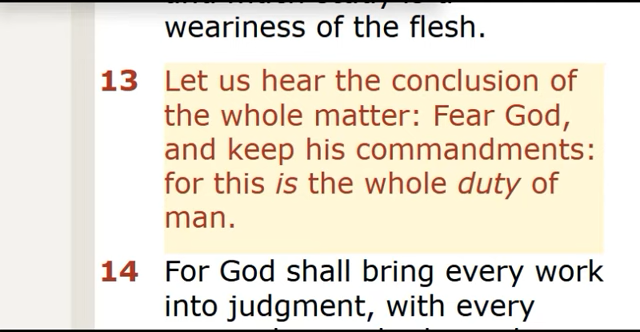 weariness of the flesh.
13 Let us hear the conclusion of
the whole matter: Fear God,
and keep his commandments:
for this is the whole duty of
man.
14 For God shall bring every work
into judgment, with every